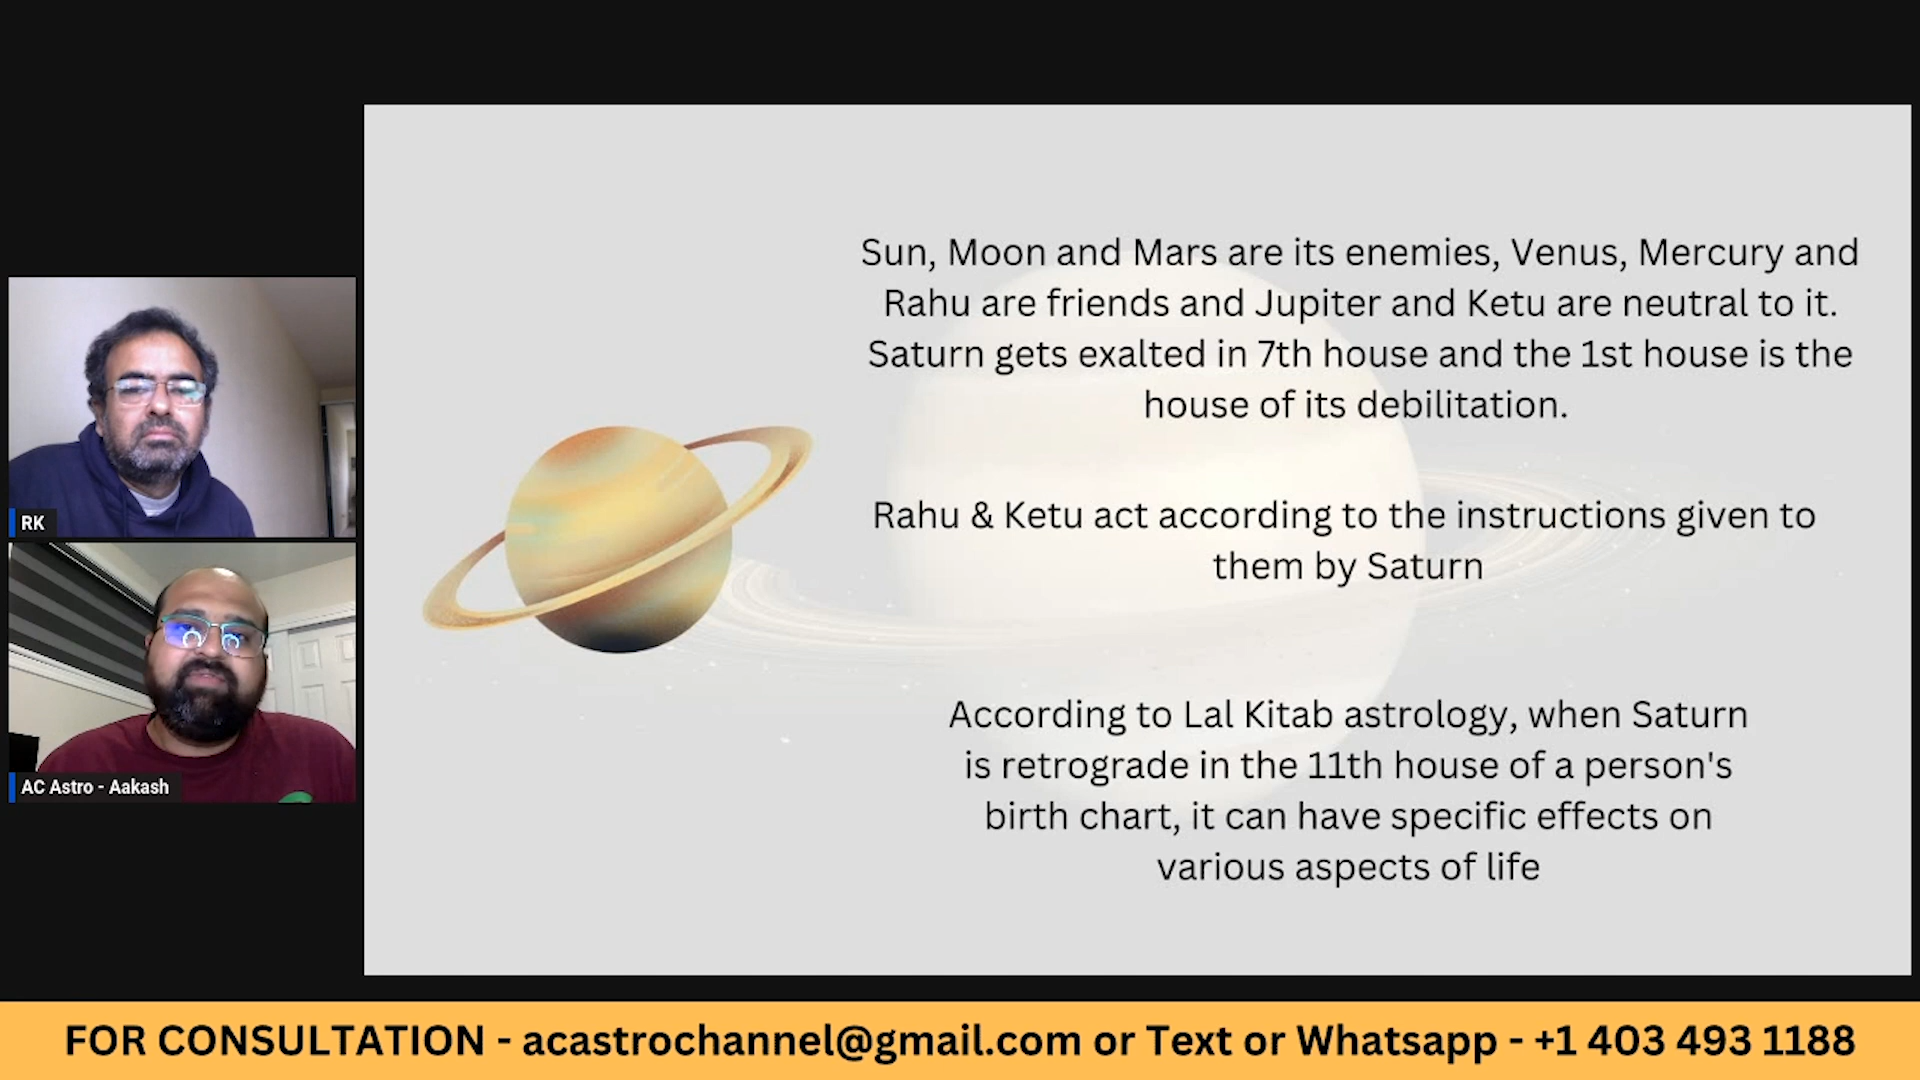 Sun, Moon and Mars are its enemies, Venus, Mercury and
Rahu are friends and Jupiter and Ketu are neutral to it.
Saturn gets exalted in 7th house and the 1st house is the
house of its debilitation.
Rahu & Ketu act according to the instructions given to
them by Saturn
According to Lal Kitab astrology, when Saturn
is retrograde in the 11th house of a person's
birth chart, it can have specific effects on
various aspects of life
RK
AC Astro - Aakash
FOR CONSULTATION - acastrochannel@gmail.com or Text or Whatsapp - +1 403 493 1188